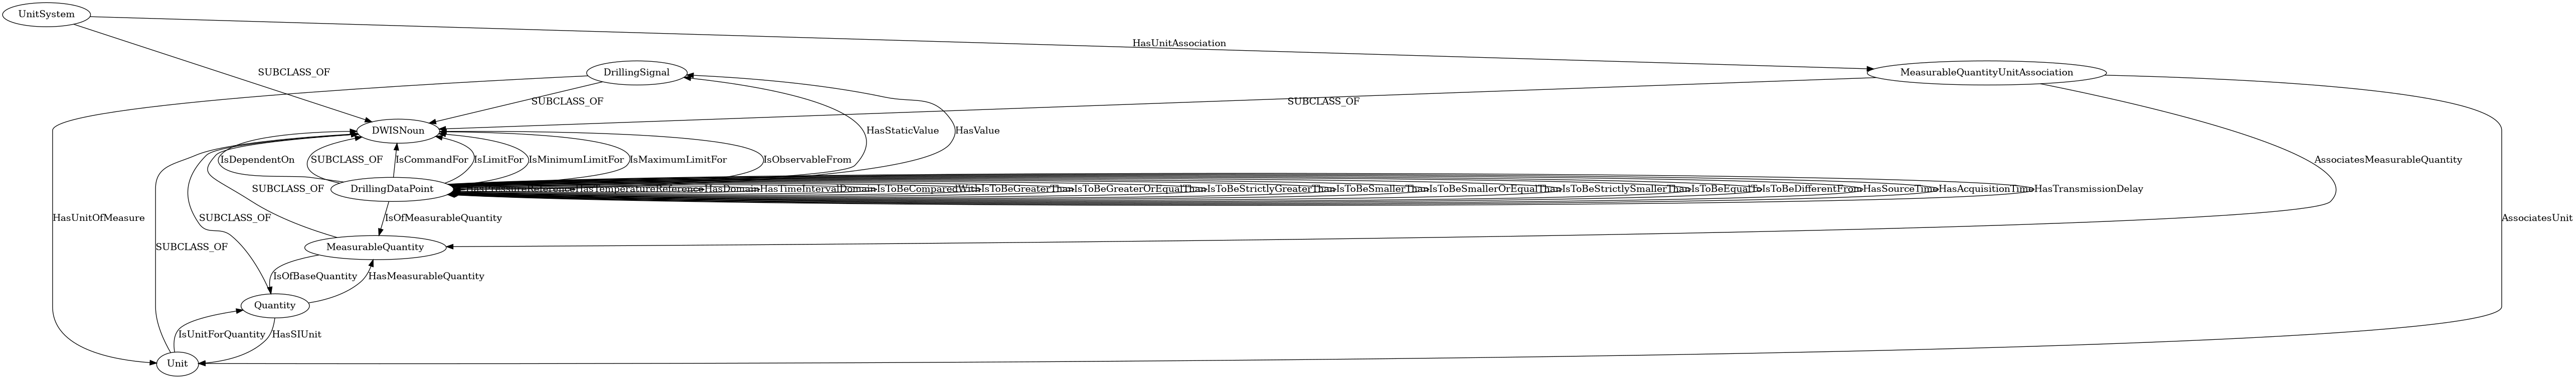 UnitSystem
HasUnitAssociation
SUBCLASS_OF
DrillingSignal
MeasurableQuantityUnitAssociation
SUBCLASS_OF
SUBCLASS_OF
DWISNoun
HasStaticValue
HasValue
IsDependentOn
SUBCLASS_OF
IsCommandFor
IsLimitFor
IsMinimumLimitFor
IsMaximumLimitFor
IsObservableFrom
AssociatesMeasurableQuantity
DrillingDataPoint
HasPressureReference
HasTemperatureReference
HasDomain
HasTimeIntervalDomain
IsToBeComparedWith
IsToBeGreaterThan
IsToBeGreaterOrEqualThan
IsToBeStrictlyGreaterThan
IsToBeSmallerThan
IsToBeSmallerOrEqualThan
IsToBeStrictlySmallerThan
IsToBeEqualTo
IsToBeDifferentFrom
HasSourceTime
HasAcquisitionTime
HasTransmissionDelay
SUBCLASS_OF
HasUnitOfMeasure
SUBCLASS_OF
IsOfMeasurableQuantity
AssociatesUnit
SUBCLASS_OF
MeasurableQuantity
IsOfBaseQuantity
HasMeasurableQuantity
Quantity
IsUnitForQuantity
HasSIUnit
Unit